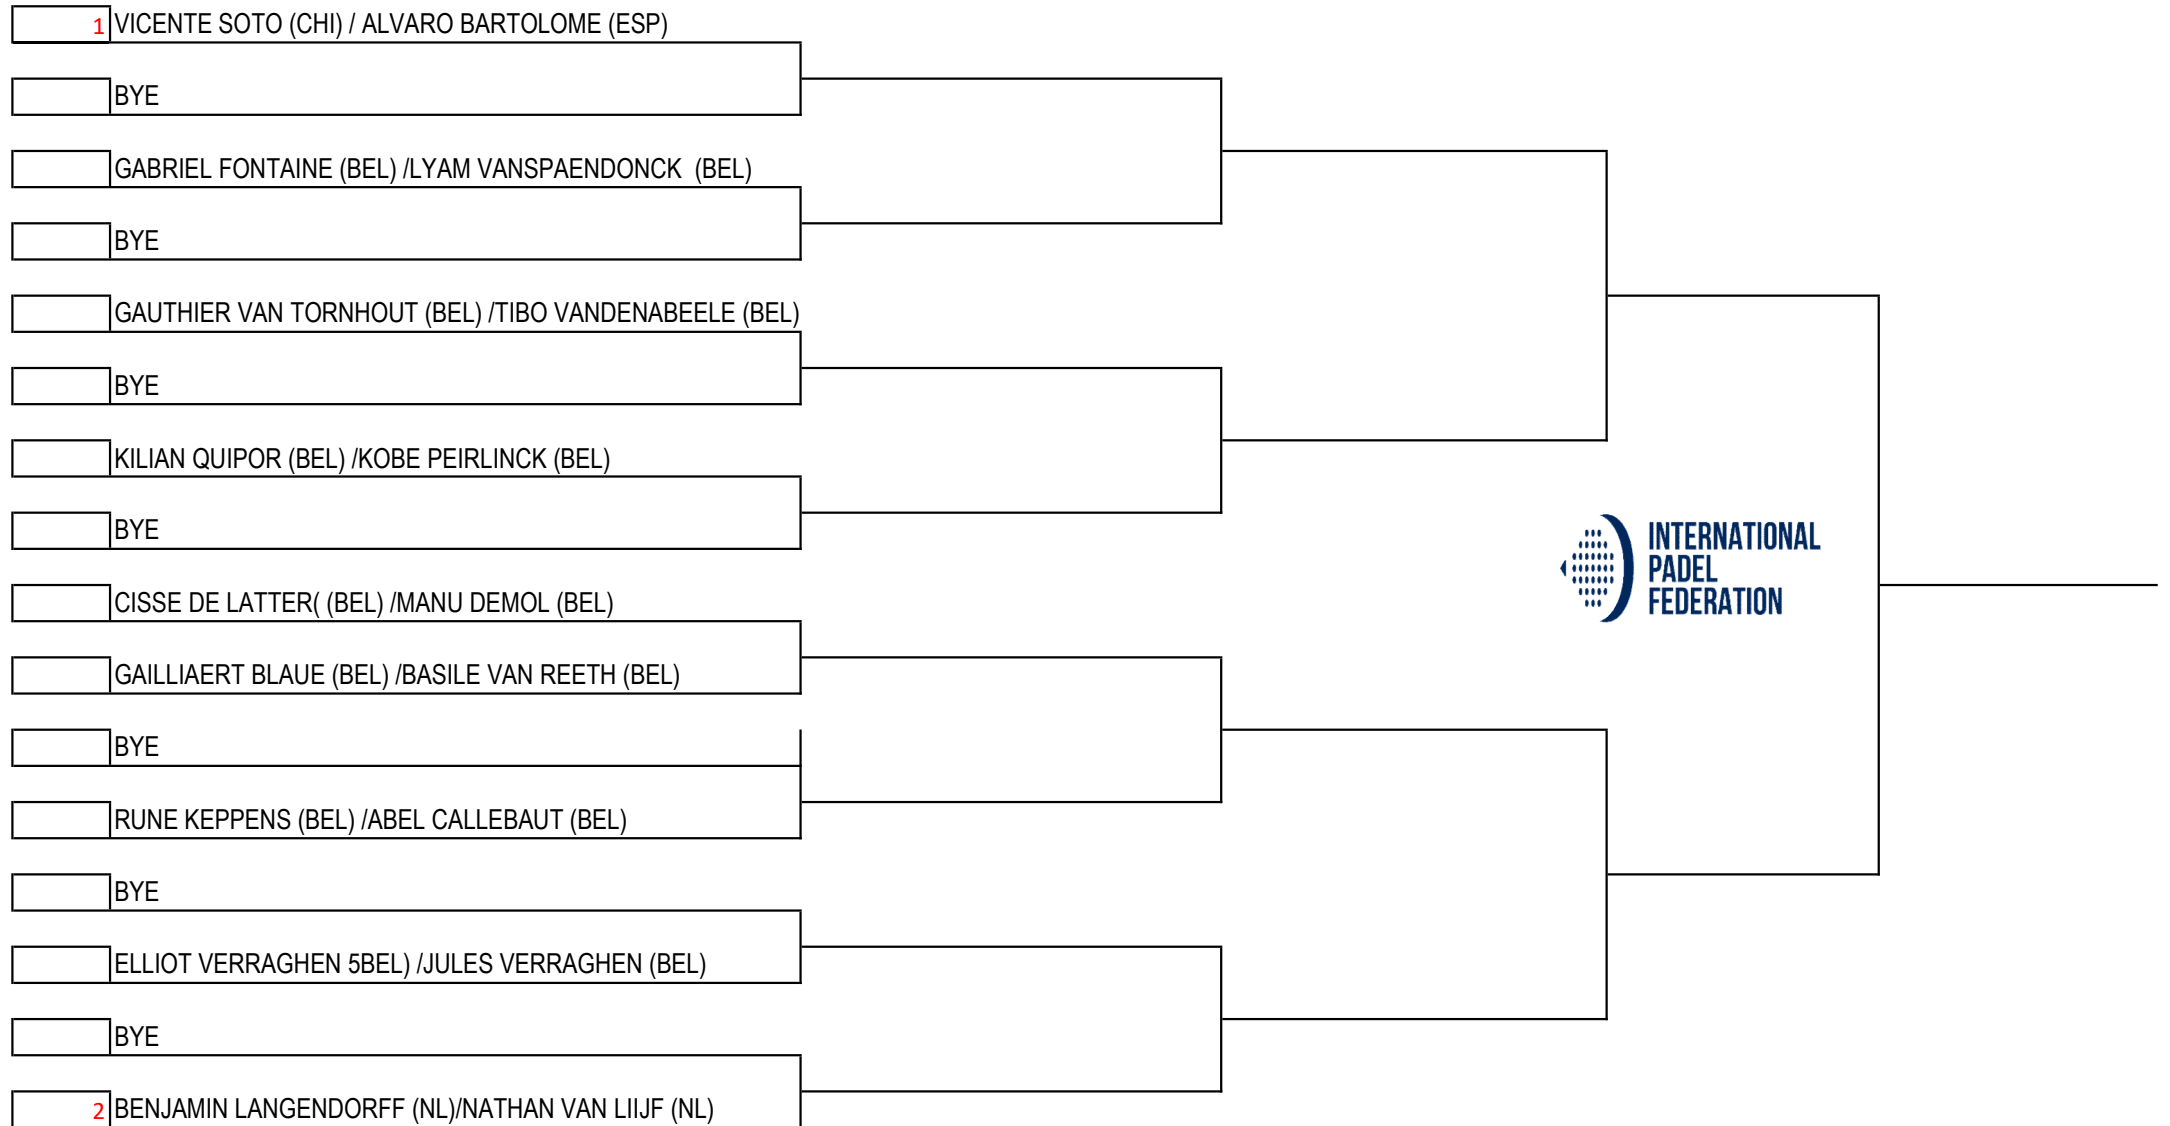 1 VICENTE SOTO (CHI) / ALVARO BARTOLOME (ESP)
BYE
GABRIEL FONTAINE (BEL) /LYAM VANSPAENDONCK (BEL)
BYE
GAUTHIER VAN TORNHOUT (BEL) /TIBO VANDENABEELE (BEL)
BYE
KILIAN QUIPOR (BEL) /KOBE PEIRLINCK (BEL)
BYE
INTERNATIONAL
PADEL
FEDERATION
CISSE DE LATTER( (BEL) /MANU DEMOL (BEL)
GAILLIAERT BLAUE (BEL) /BASILE VAN REETH (BEL)
BYE
RUNE KEPPENS (BEL) /ABEL CALLEBAUT (BEL)
BYE
ELLIOT VERRAGHEN 5BEL) /JULES VERRAGHEN (BEL)
BYE
2 BENJAMIN LANGENDORFF (NL)/NATHAN VAN LIIJF (NL)